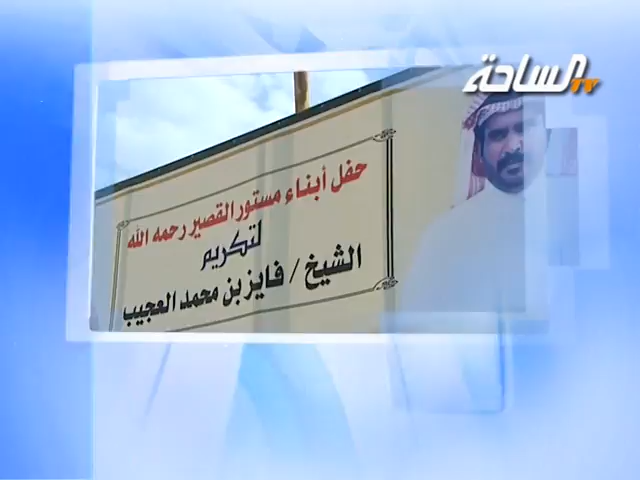 الساحة TV
حفل أبناء مستور القصير رحمه الله
لتكريم
الشيخ / فايز بن محمد العجيب